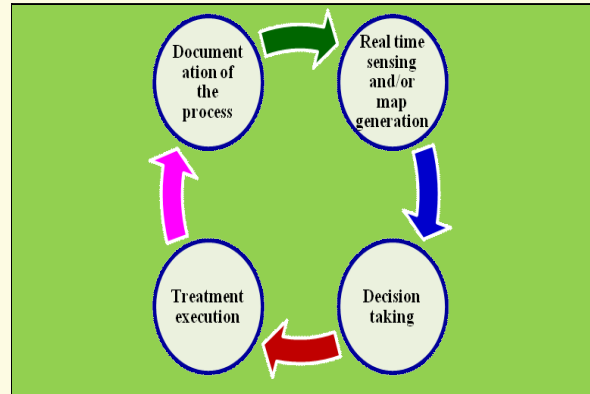 Document
ation of
the
process
Real time
sensing
and/or
map
generation
Decision
taking
Treatment
execution